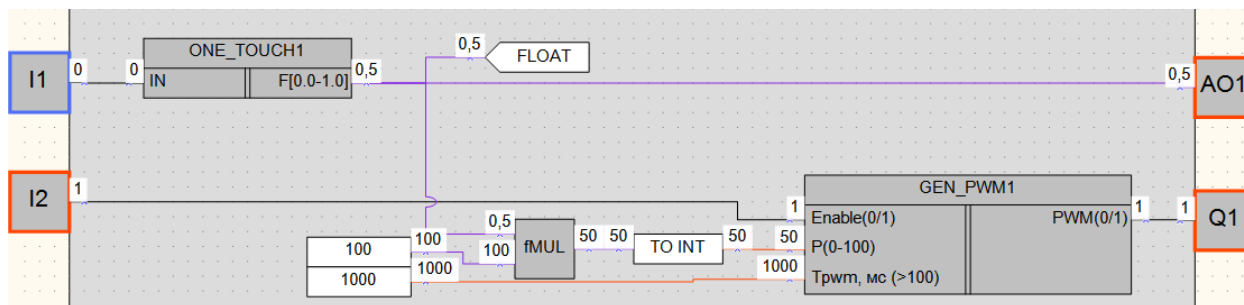 ONE_TOUCH1
0,5
FLOAT
I1
0
0
IN
F[0.0-1.0]
0,5
0,5
AO1
I2
1
GEN_PWM1
1
Enable(0/1)
PWM(0/1)
1
1
Q1
0,5
100
100
100
fMUL
50
50
TO INT
50
50
P(0-100)
1000
1000
1000
Tpwm, мс (>100)